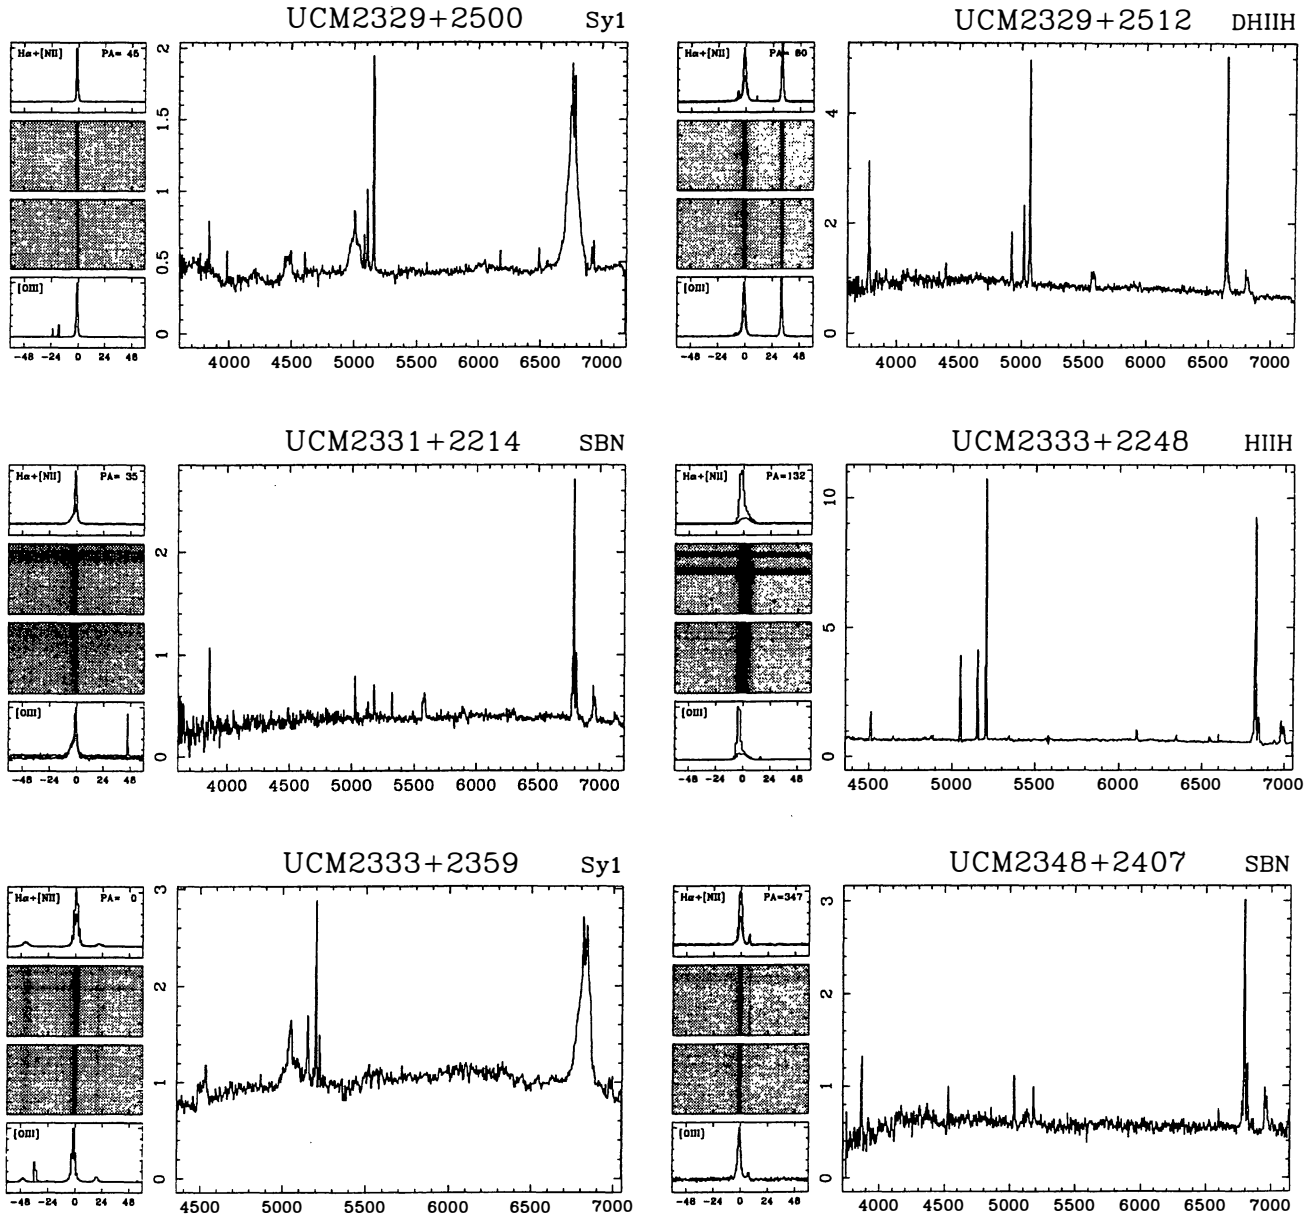 UCM2329+2500 Sy1
Hα+[NII] PA= 45
[OIII]
−48 −24 0 24 48
2
1.5
1
0.5
0
4000 4500 5000 5500 6000 6500 7000
UCM2329+2512 DHIIH
Hα+[NII] PA= 80
[OIII]
−48 −24 0 24 48
4
2
0
4000 4500 5000 5500 6000 6500 7000
UCM2331+2214 SBN
Hα+[NII] PA= 35
[OIII]
−48 −24 0 24 48
2
1
0
4000 4500 5000 5500 6000 6500 7000
UCM2333+2248 HIIH
Hα+[NII] PA=132
[OIII]
−48 −24 0 24 48
10
5
0
4500 5000 5500 6000 6500 7000
UCM2333+2359 Sy1
Hα+[NII] PA= 0
[OIII]
−48 −24 0 24 48
3
2
1
0
4500 5000 5500 6000 6500 7000
UCM2348+2407 SBN
Hα+[NII] PA=347
[OIII]
−48 −24 0 24 48
3
2
1
0
4000 4500 5000 5500 6000 6500 7000